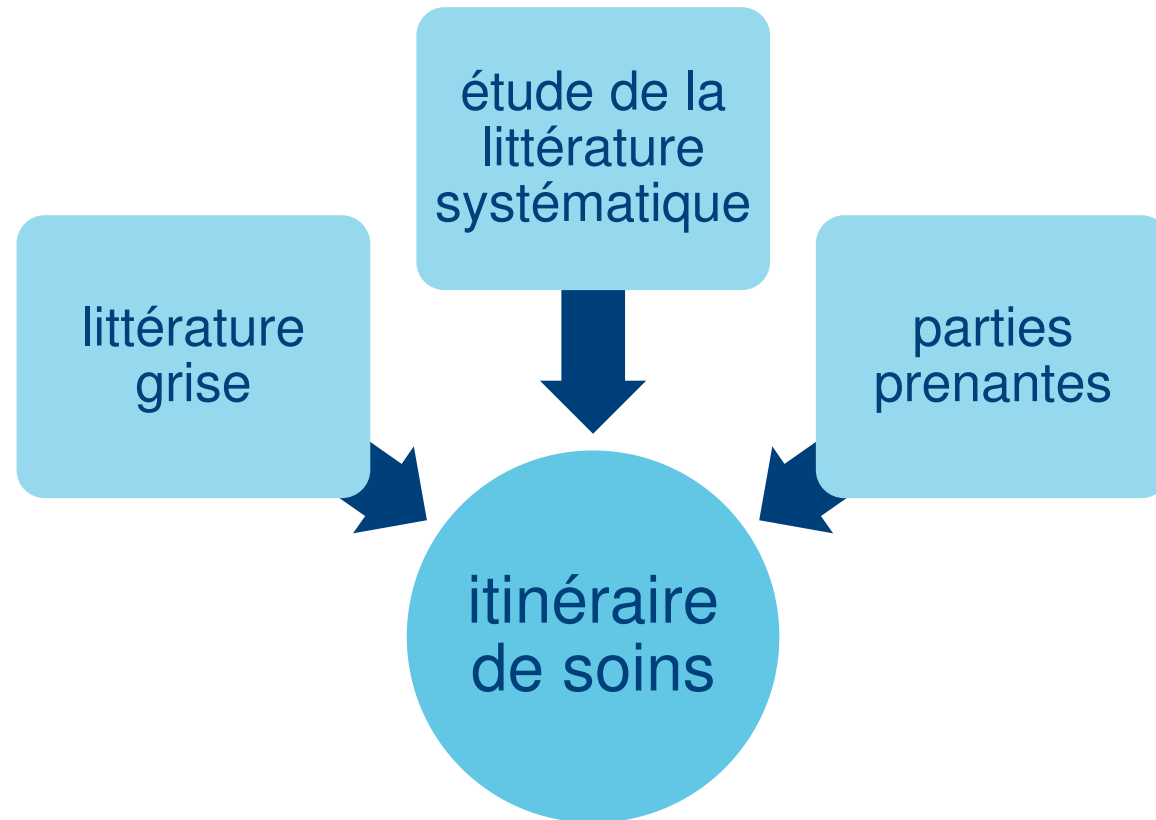 étude de la
littérature
systématique
littérature
grise
parties
prenantes
itinéraire
de soins